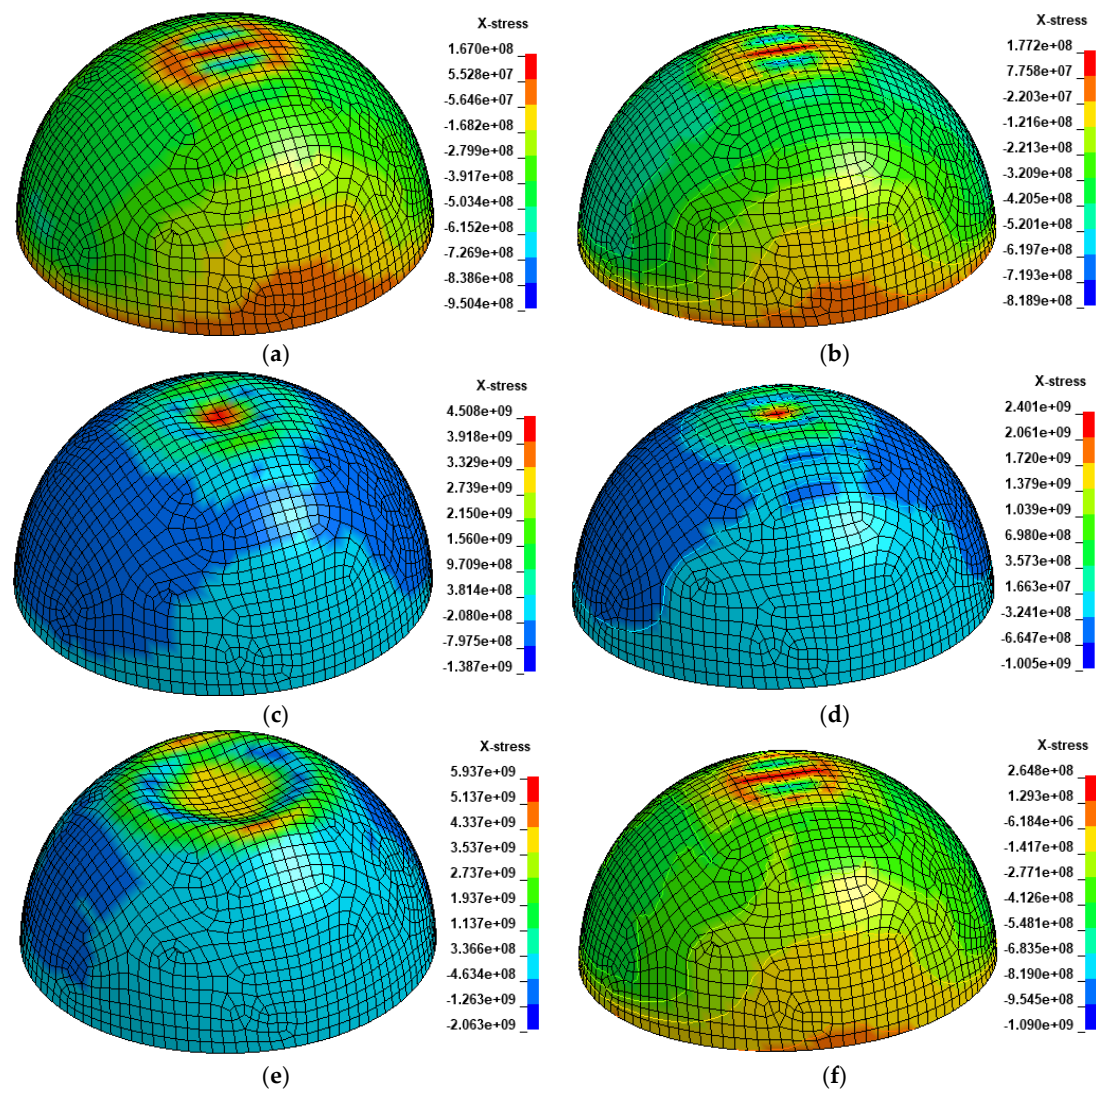 X-stress
1.670e+08
5.528e+07
-5.646e+07
-1.682e+08
-2.799e+08
-3.917e+08
-5.034e+08
-6.152e+08
-7.269e+08
-8.386e+08
-9.504e+08
(a)
X-stress
1.772e+08
7.758e+07
-2.203e+07
-1.216e+08
-2.213e+08
-3.209e+08
-4.205e+08
-5.201e+08
-6.197e+08
-7.193e+08
-8.189e+08
(b)
X-stress
4.508e+09
3.918e+09
3.329e+09
2.739e+09
2.150e+09
1.560e+09
9.709e+08
3.814e+08
-2.080e+08
-7.975e+08
-1.387e+09
(c)
X-stress
2.401e+09
2.061e+09
1.720e+09
1.379e+09
1.039e+09
6.980e+08
3.573e+08
1.663e+07
-3.241e+08
-6.647e+08
-1.005e+09
(d)
X-stress
5.937e+09
5.137e+09
4.337e+09
3.537e+09
2.737e+09
1.937e+09
1.137e+09
3.366e+08
-4.634e+08
-1.263e+09
-2.063e+09
(e)
X-stress
2.648e+08
1.293e+08
-6.184e+06
-1.417e+08
-2.771e+08
-4.126e+08
-5.481e+08
-6.835e+08
-8.190e+08
-9.545e+08
-1.090e+09
(f)